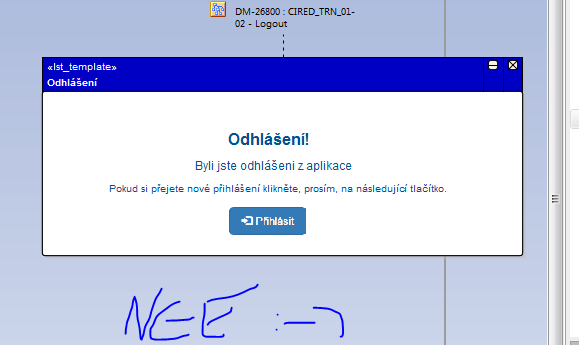 DM-26800 : CIRED_TRN_01-
02 - Logout
«lst_template»
Odhlášení
Odhlášení!
Byli jste odhlášeni z aplikace
Pokud si přejete nové přihlášení klikněte, prosím, na následující tlačítko.
Přihlásit
NEE :-)